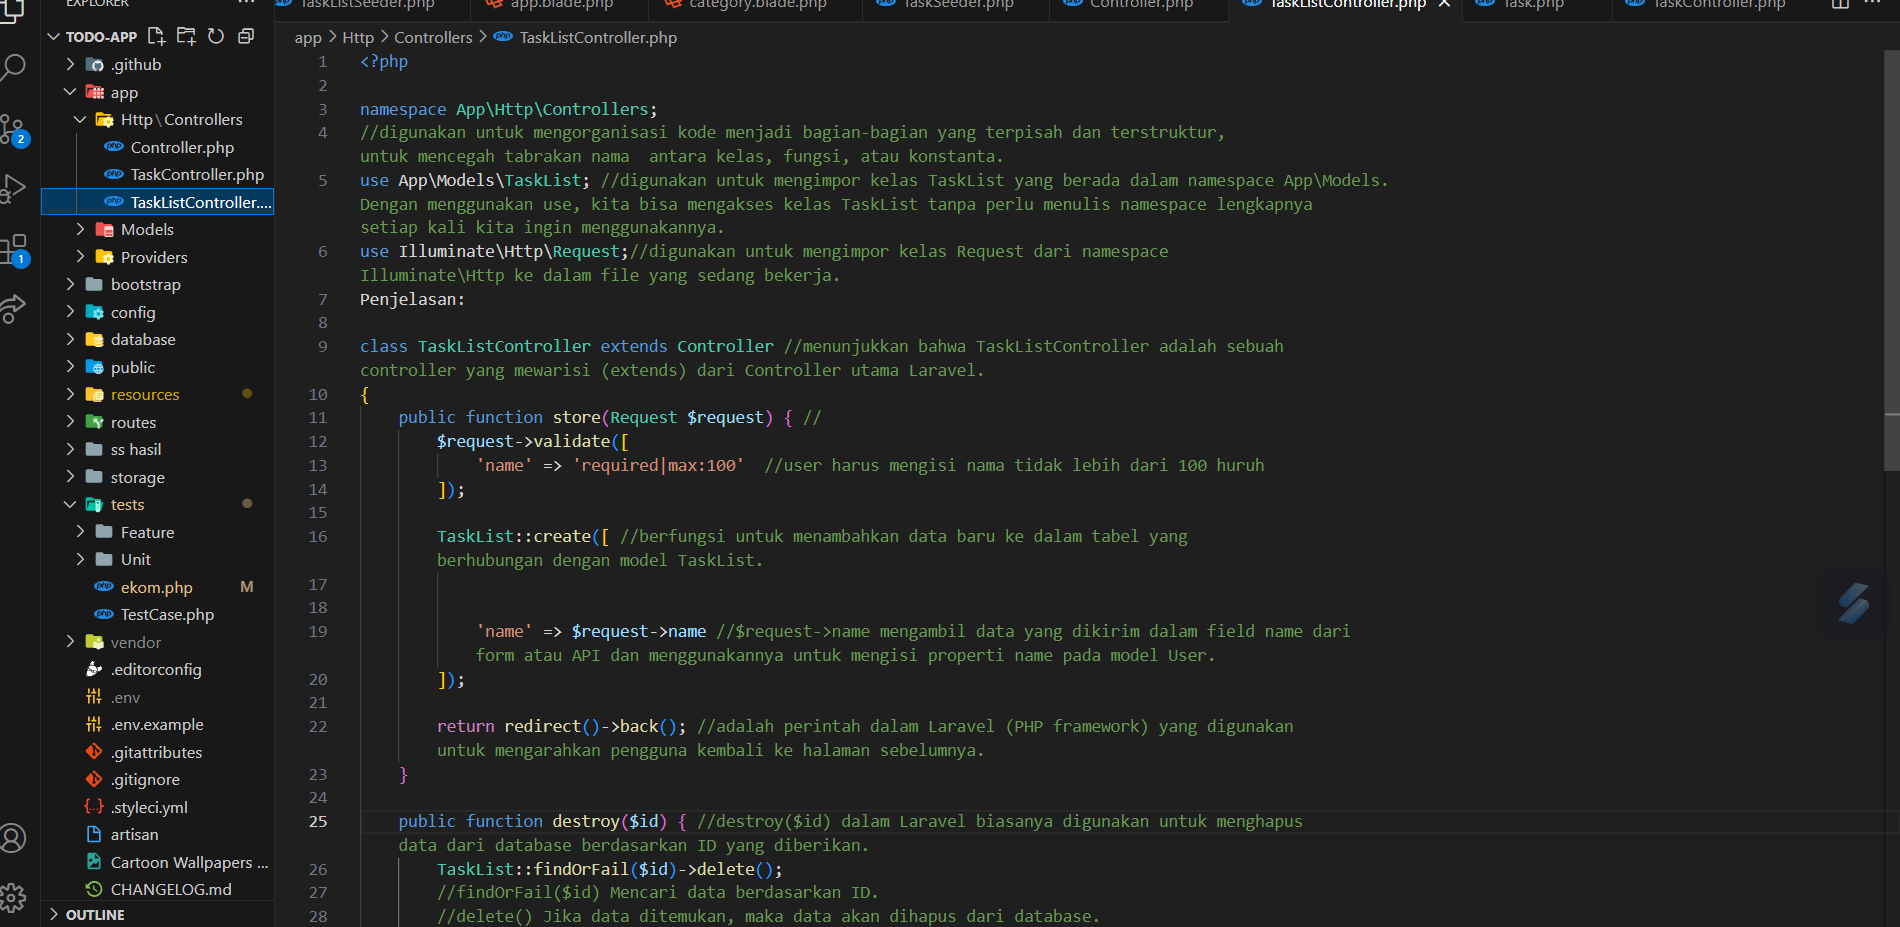 EXPLORER
TaskListSeeder.php
app.blade.php
category.blade.php
TaskSeeder.php
Controller.php
TaskListController.php
Task.php
TaskController.php
TODO-APP
.github
app
Http\Controllers
Controller.php
TaskController.php
TaskListController....
Models
Providers
bootstrap
config
database
public
resources
routes
ss hasil
storage
tests
Feature
Unit
ekom.php M
TestCase.php
vendor
.editorconfig
.env
.env.example
.gitattributes
.gitignore
.styleci.yml
artisan
Cartoon Wallpapers ...
CHANGELOG.md
OUTLINE
2
1
app > Http > Controllers > TaskListController.php
1 <?php
2
3 namespace App\Http\Controllers;
4 //digunakan untuk mengorganisasi kode menjadi bagian-bagian yang terpisah dan terstruktur,
untuk mencegah tabrakan nama  antara kelas, fungsi, atau konstanta.
5 use App\Models\TaskList; //digunakan untuk mengimpor kelas TaskList yang berada dalam namespace App\Models.
Dengan menggunakan use, kita bisa mengakses kelas TaskList tanpa perlu menulis namespace lengkapnya
setiap kali kita ingin menggunakannya.
6 use Illuminate\Http\Request;//digunakan untuk mengimpor kelas Request dari namespace
Illuminate\Http ke dalam file yang sedang bekerja.
7 Penjelasan:
8
9 class TaskListController extends Controller //menunjukkan bahwa TaskListController adalah sebuah
controller yang mewarisi (extends) dari Controller utama Laravel.
10 {
11 public function store(Request $request) { //
12 $request->validate([
13 'name' => 'required|max:100'  //user harus mengisi nama tidak lebih dari 100 huruh
14 ]);
15
16 TaskList::create([ //berfungsi untuk menambahkan data baru ke dalam tabel yang
berhubungan dengan model TaskList.
17
18
19 'name' => $request->name //$request->name mengambil data yang dikirim dalam field name dari
form atau API dan menggunakannya untuk mengisi properti name pada model User.
20 ]);
21
22 return redirect()->back(); //adalah perintah dalam Laravel (PHP framework) yang digunakan
untuk mengarahkan pengguna kembali ke halaman sebelumnya.
23 }
24
25 public function destroy($id) { //destroy($id) dalam Laravel biasanya digunakan untuk menghapus
data dari database berdasarkan ID yang diberikan.
26 TaskList::findOrFail($id)->delete();
27 //findOrFail($id) Mencari data berdasarkan ID.
28 //delete() Jika data ditemukan, maka data akan dihapus dari database.